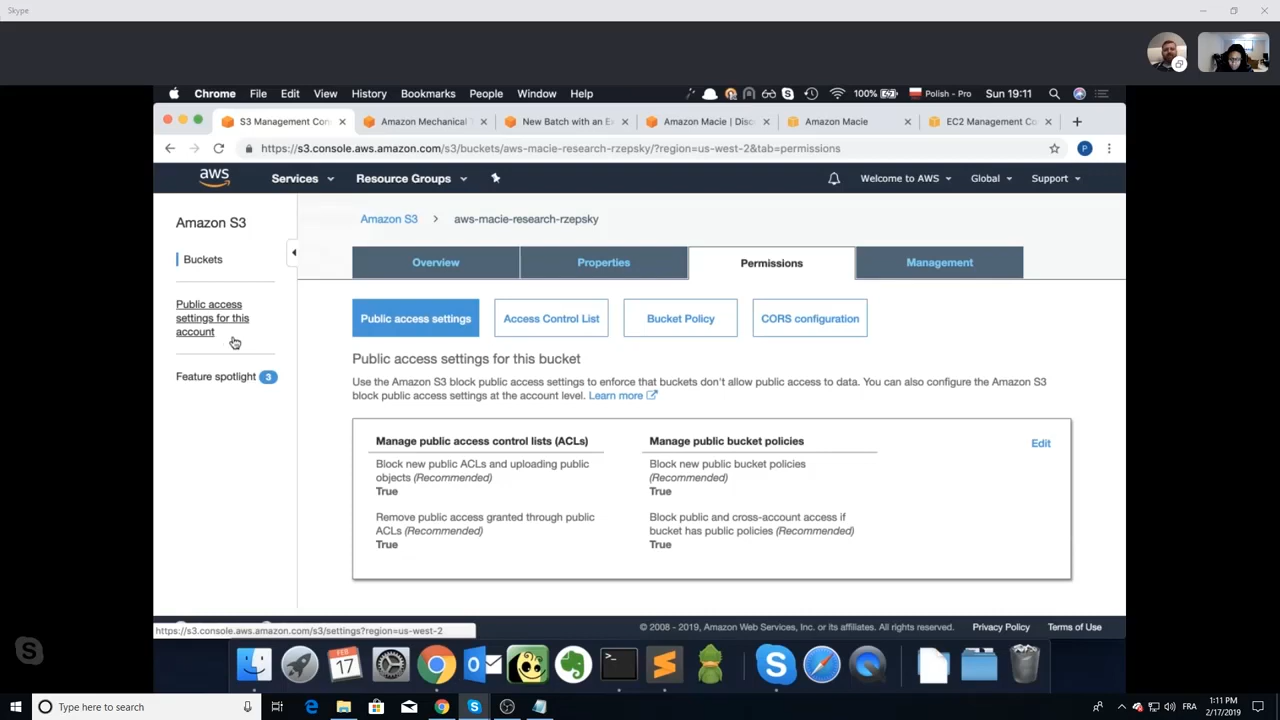 Skype
Chrome File Edit View History Bookmarks People Window Help
100% Polish - Pro Sun 19:11
S3 Management Con
Amazon Mechanical T
New Batch with an Ex
Amazon Macie | Disc
Amazon Macie
EC2 Management Co
https://s3.console.aws.amazon.com/s3/buckets/aws-macie-research-rzepsky/?region=us-west-2&tab=permissions
P
aws
Services
Resource Groups
Welcome to AWS
Global
Support
Amazon S3
Buckets
Public access
settings for this
account
Feature spotlight 3
Amazon S3 > aws-macie-research-rzepsky
Overview
Properties
Permissions
Management
Public access settings
Access Control List
Bucket Policy
CORS configuration
Public access settings for this bucket
Use the Amazon S3 block public access settings to enforce that buckets don't allow public access to data. You can also configure the Amazon S3
block public access settings at the account level. Learn more
Manage public access control lists (ACLs)
Block new public ACLs and uploading public
objects (Recommended)
True
Remove public access granted through public
ACLs (Recommended)
True
Manage public bucket policies
Block new public bucket policies
(Recommended)
True
Block public and cross-account access if
bucket has public policies (Recommended)
True
Edit
https://s3.console.aws.amazon.com/s3/settings?region=us-west-2
© 2008 - 2019, Amazon Web Services, Inc. or its affiliates. All rights reserved.
Privacy Policy
Terms of Use
FEB
17
Type here to search
FRA
1:11 PM
2/17/2019